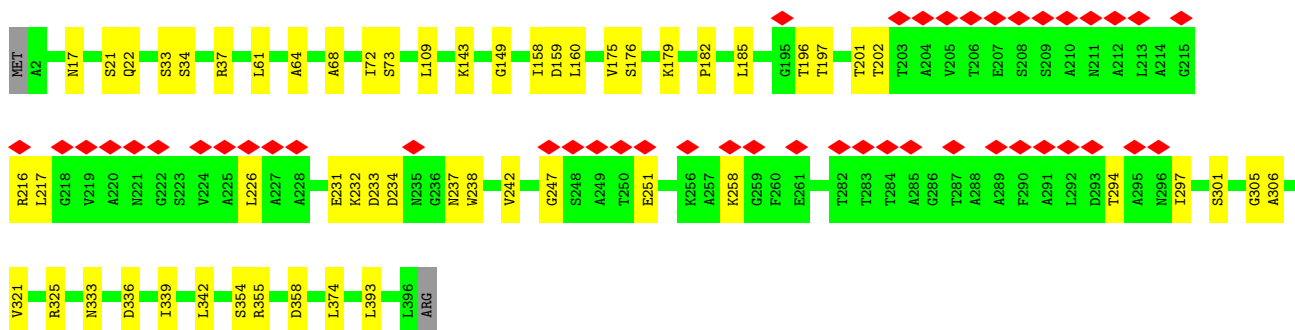 MET A2 N17 S21 Q22 S33 S34 R37 L61 A64 A68 I72 S73 L109 K143 G149 I158 D159 L160 V175 S176 K179 P182 L185 G195 T196 T197 T201 T202 T203 A204 V205 T206 E207 S208 S209 A210 N211 A212 L213 A214 G215
R216 L217 G218 V219 A220 N221 G222 S223 V224 A225 L226 A227 A228 E231 K232 D233 D234 N235 G236 N237 W238 V242 G247 S248 A249 T250 E251 K256 A257 K258 G259 F260 E261 T282 T283 T284 A285 G286 T287 A288 A289 F290 A291 L292 D293 T294 A295 N296 I297 S301 G305 A306
V321 R325 N333 D336 I339 L342 S354 R355 D358 L374 L393 L396 ARG